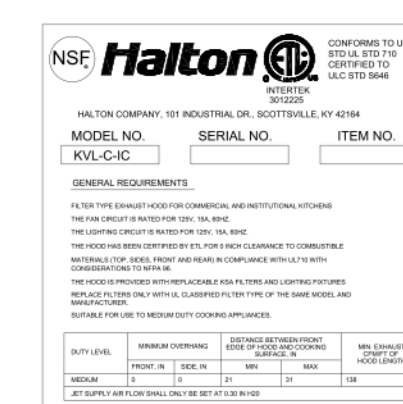 NSF
Halton
ETL
CONFORMS TO U
STD UL STD 710
CERTIFIED TO
ULC STD S646
INTERTEK
3012225
HALTON COMPANY, 101 INDUSTRIAL DR., SCOTTSVILLE, KY 42164
MODEL NO. SERIAL NO. ITEM NO.
KVL-C-IC
GENERAL REQUIREMENTS
FILTER TYPE EXHAUST HOOD FOR COMMERCIAL AND INSTITUTIONAL KITCHENS
THE FAN CIRCUIT IS RATED FOR 125V, 15A, 60HZ.
THE LIGHTING CIRCUIT IS RATED FOR 125V, 15A, 60HZ.
THE HOOD HAS BEEN CERTIFIED BY ETL FOR 0 INCH CLEARANCE TO COMBUSTIBLE
MATERIALS (TOP, SIDES, FRONT AND REAR) IN COMPLIANCE WITH UL710 WITH
CONSIDERATIONS TO NFPA 96.
THE HOOD IS PROVIDED WITH REPLACEABLE KSA FILTERS AND LIGHTING FIXTURES
REPLACE FILTERS ONLY WITH UL CLASSIFIED FILTER TYPE OF THE SAME MODEL AND
MANUFACTURER.
SUITABLE FOR USE TO MEDIUM DUTY COOKING APPLIANCES.
DUTY LEVEL MINIMUM OVERHANG DISTANCE BETWEEN FRONT EDGE OF HOOD AND COOKING SURFACE, IN MIN. EXHAUST CFM/FT OF HOOD LENGTH
FRONT, IN SIDE, IN MIN MAX
MEDIUM 0 0 21 31 138
JET SUPPLY AIR FLOW SHALL ONLY BE SET AT 0.30 IN H20